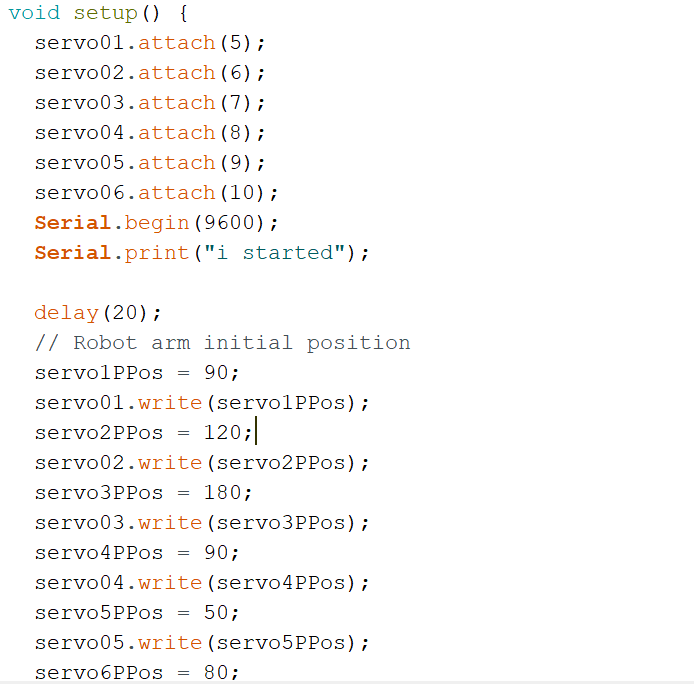 void setup() {
  servo01.attach(5);
  servo02.attach(6);
  servo03.attach(7);
  servo04.attach(8);
  servo05.attach(9);
  servo06.attach(10);
  Serial.begin(9600);
  Serial.print("i started");

  delay(20);
  // Robot arm initial position
  servo1PPos = 90;
  servo01.write(servo1PPos);
  servo2PPos = 120;
  servo02.write(servo2PPos);
  servo3PPos = 180;
  servo03.write(servo3PPos);
  servo4PPos = 90;
  servo04.write(servo4PPos);
  servo5PPos = 50;
  servo05.write(servo5PPos);
  servo6PPos = 80;